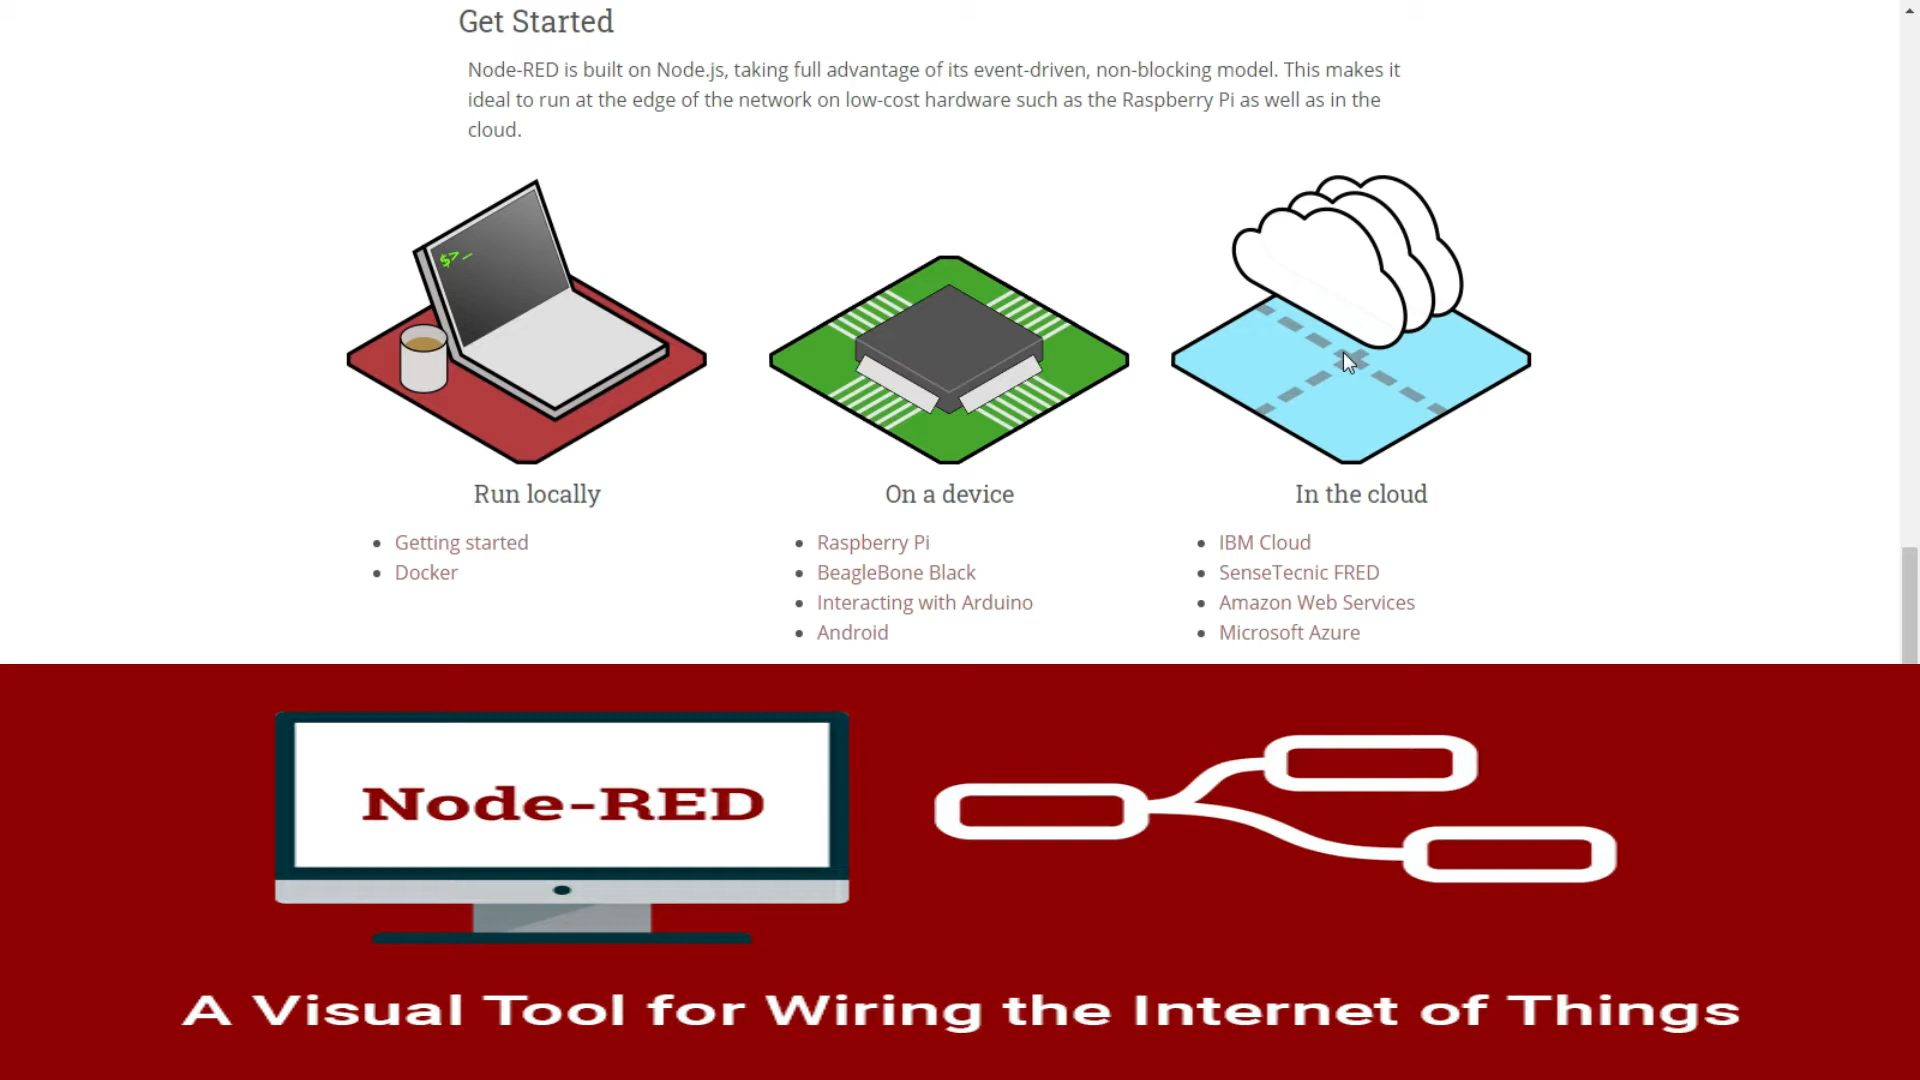 Get Started
Node-RED is built on Node.js, taking full advantage of its event-driven, non-blocking model. This makes it
ideal to run at the edge of the network on low-cost hardware such as the Raspberry Pi as well as in the
cloud.
$>_
Run locally
Getting started
Docker
On a device
Raspberry Pi
BeagleBone Black
Interacting with Arduino
Android
In the cloud
IBM Cloud
SenseTecnic FRED
Amazon Web Services
Microsoft Azure
Node-RED
A Visual Tool for Wiring the Internet of Things